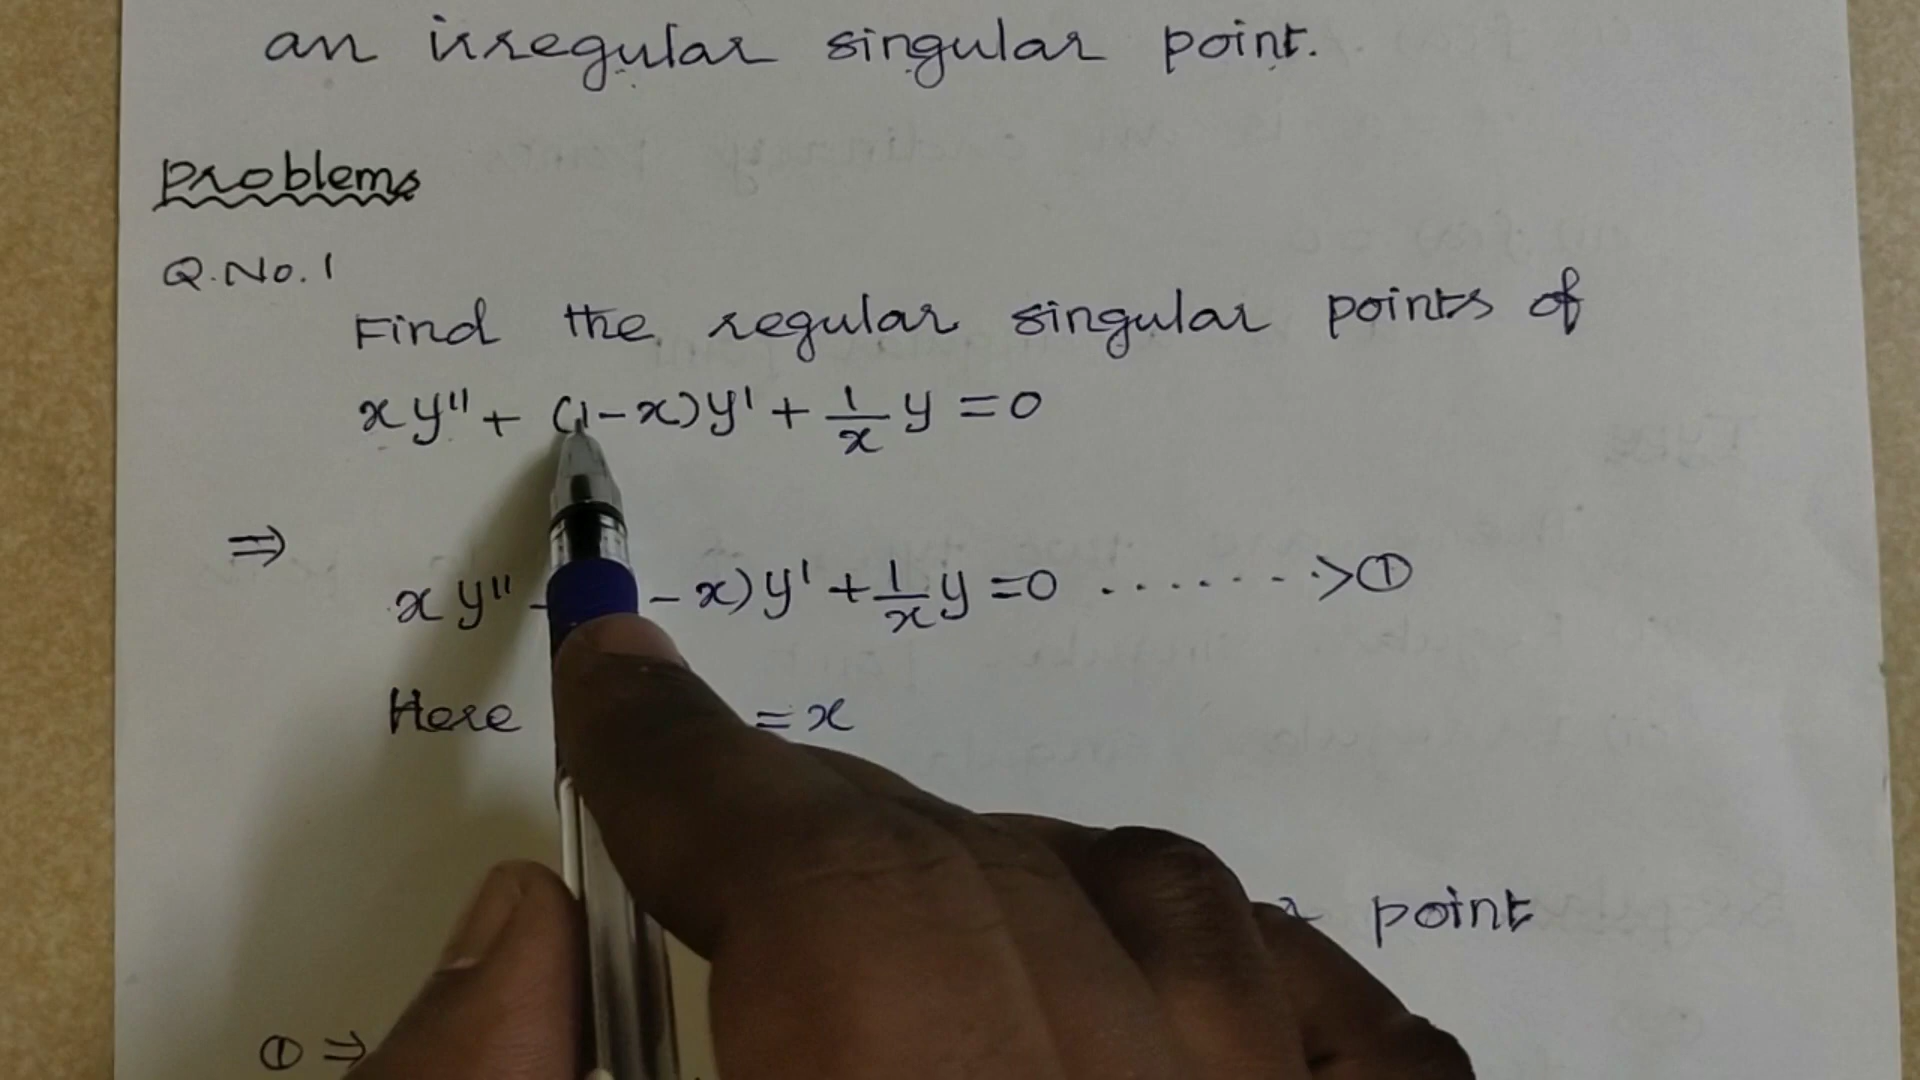 an irregular singular point.
Problems
Q.No.1
Find the regular singular points of
xy'' + (1-x)y' + 1/x y = 0
⇒
xy'' - x)y' + 1/x y = 0 .......>①
Here = x
point
① ⇒